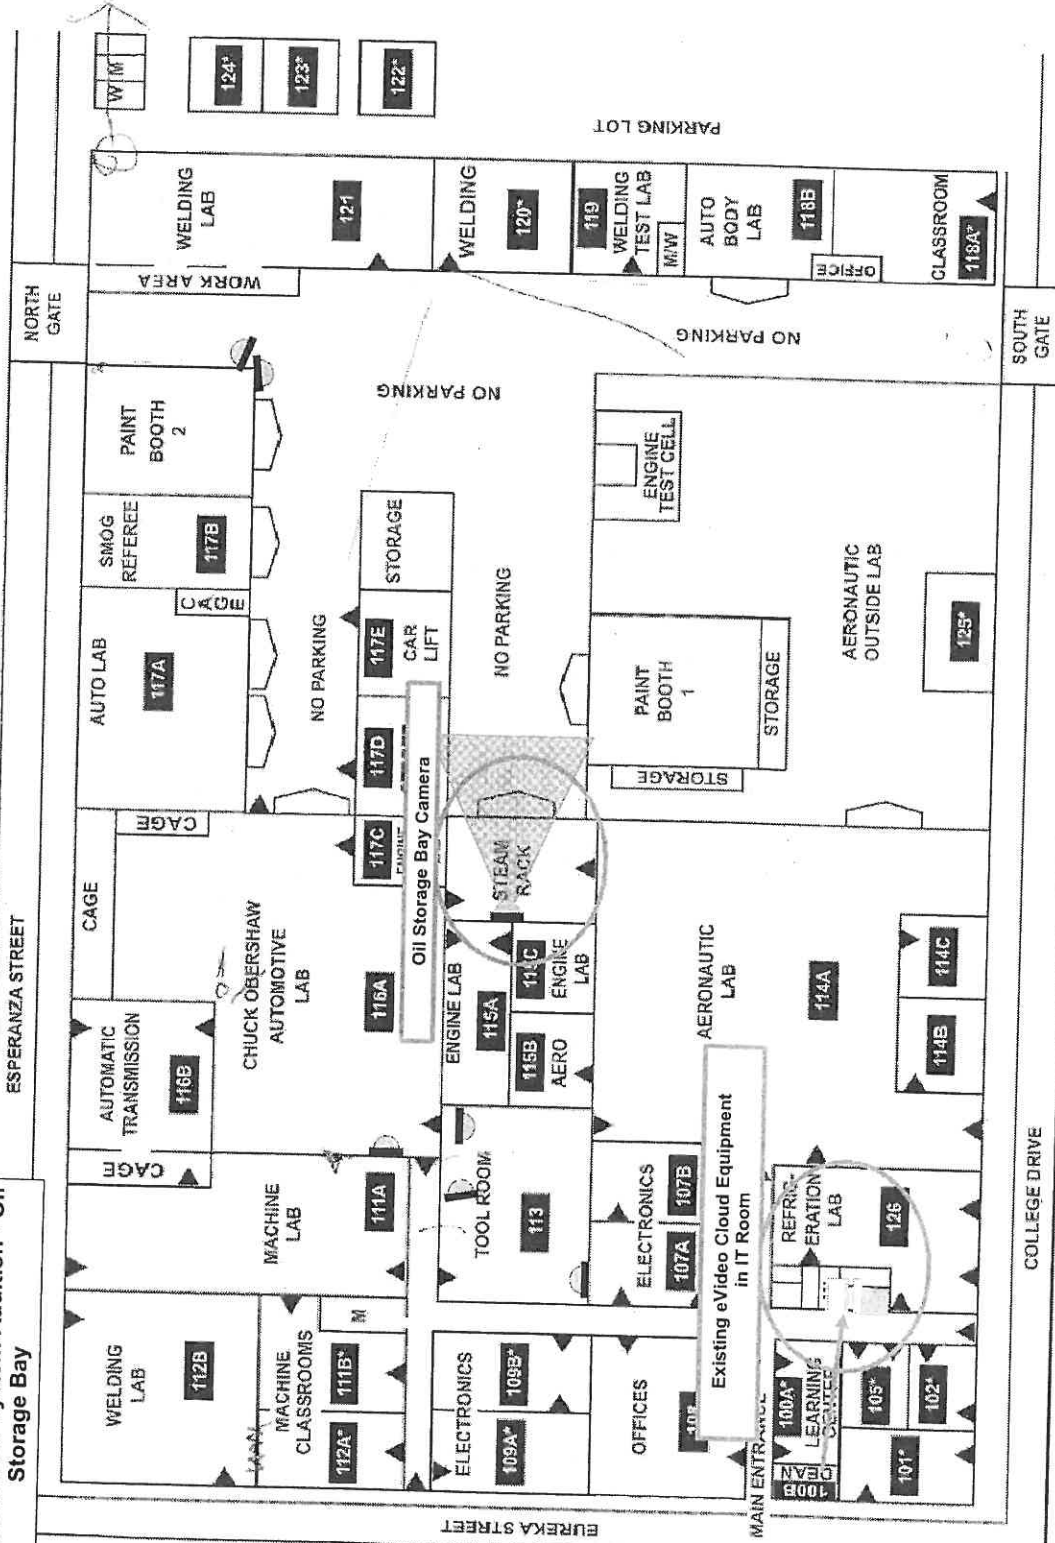 Storage Bay
ESPERANZA STREET
NORTH
GATE
W M
124*
123*
122*
PARKING LOT
WELDING
LAB
121
WORK AREA
WELDING
120*
119
WELDING
TEST LAB
M/W
AUTO
BODY
LAB
118B
OFFICE
CLASSROOM
118A*
SOUTH
GATE
NO PARKING
NO PARKING
PAINT
BOOTH
2
SMOG
REFEREE
117B
CAGE
AUTO LAB
117A
NO PARKING
STORAGE
117E
CAR
LIFT
117D
117C
NO PARKING
ENGINE
TEST CELL
AERONAUTIC
OUTSIDE LAB
125*
PAINT
BOOTH
1
STORAGE
STORAGE
CAGE
CAGE
CHUCK OBERSHAW
AUTOMOTIVE
LAB
116A
Oil Storage Bay Camera
STEAM
RACK
AUTOMATIC
TRANSMISSION
116B
CAGE
ENGINE LAB
115A
ENGINE
LAB
115B
AERO
AERONAUTIC
LAB
114A
114B
114C
MACHINE
LAB
111A
TOOL ROOM
113
ELECTRONICS
107A
107B
Existing eVideo Cloud Equipment
in IT Room
REFRIG-
ERATION
LAB
126
WELDING
LAB
112B
MACHINE
CLASSROOMS
M
112A*
111B*
ELECTRONICS
109A*
109B*
OFFICES
MAIN ENTRANCE
100A*
LEARNING
CENTER
DEAN
100B
105*
102*
101*
EUREKA STREET
COLLEGE DRIVE